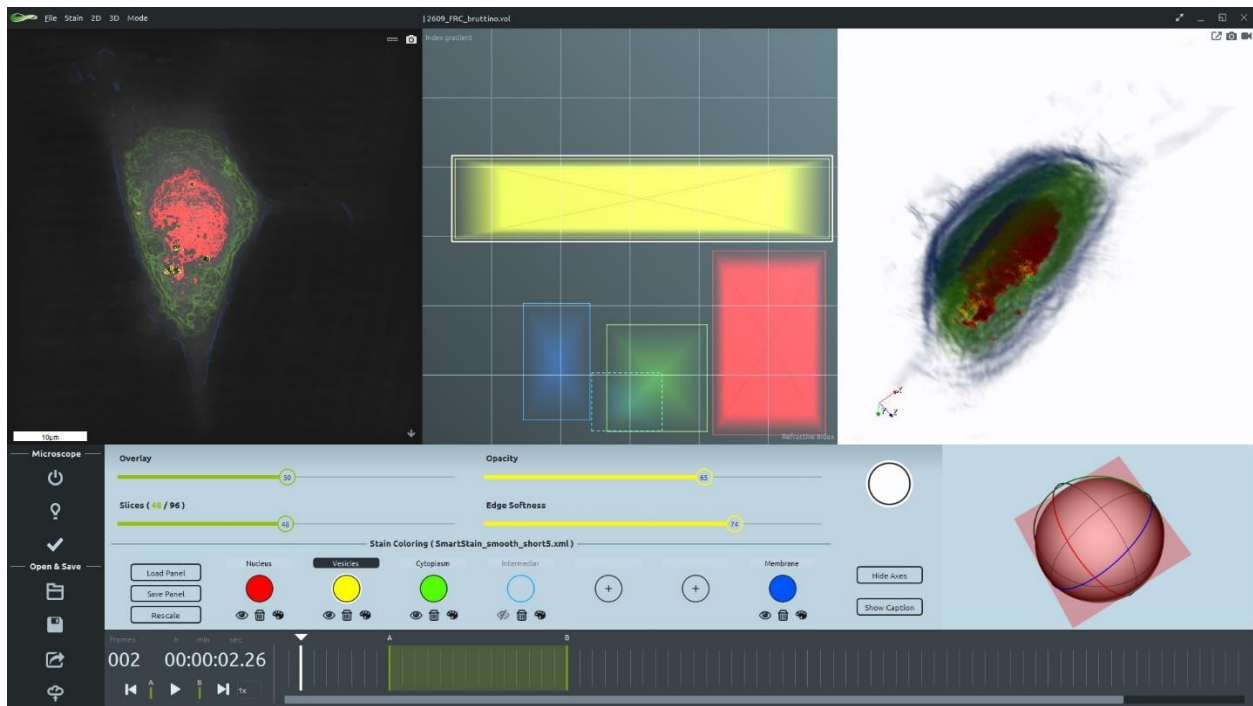 File Stain 2D 3D Mode
| 2609_FRC_bruttino.vol
Index gradient
10μm
Refractive Index
X
Y
Z
Microscope
Open & Save
Overlay
50
Opacity
65
Slices ( 48 / 96 )
48
Edge Softness
74
Stain Coloring ( SmartStain_smooth_short5.xml )
Load Panel
Save Panel
Rescale
Nucleus
Vesicles
Cytoplasm
Intermediar
Membrane
Hide Axes
Show Caption
frames h min sec
002 00:00:02.26
A B 1x
A B